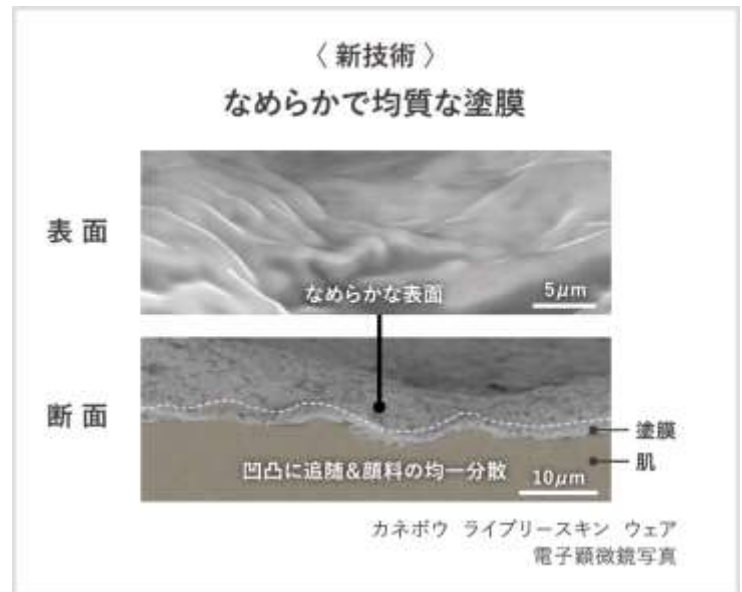 〈 新技術 〉
なめらかで均質な塗膜
表面
なめらかな表面
5μm
断面
塗膜
肌
凹凸に追随&顔料の均一分散
10μm
カネボウ ライブリースキン ウェア
電子顕微鏡写真